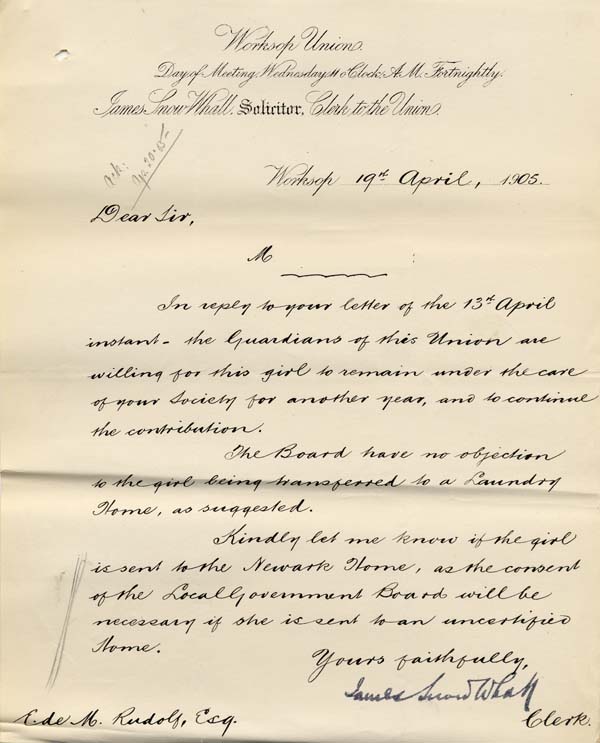 Worksop Union.
Day of Meeting, Wednesday 11 o'Clock, A.M. Fortnightly.
James Snow Whall, Solicitor, Clerk to the Union.
Worksop 19th April, 1905.
Dear Sir,
M
In reply to your letter of the 13th April
instant - the Guardians of this Union are
willing for this girl to remain under the care
of your Society for another year, and to continue
the contribution.
The Board have no objection
to the girl being transferred to a Laundry
Home, as suggested.
Kindly let me know if the girl
is sent to the Newark Home, as the consent
of the Local Government Board will be
necessary if she is sent to an uncertified
Home.
Yours faithfully,
James Snow Whall
E. de M. Rudolf, Esq.
Clerk.